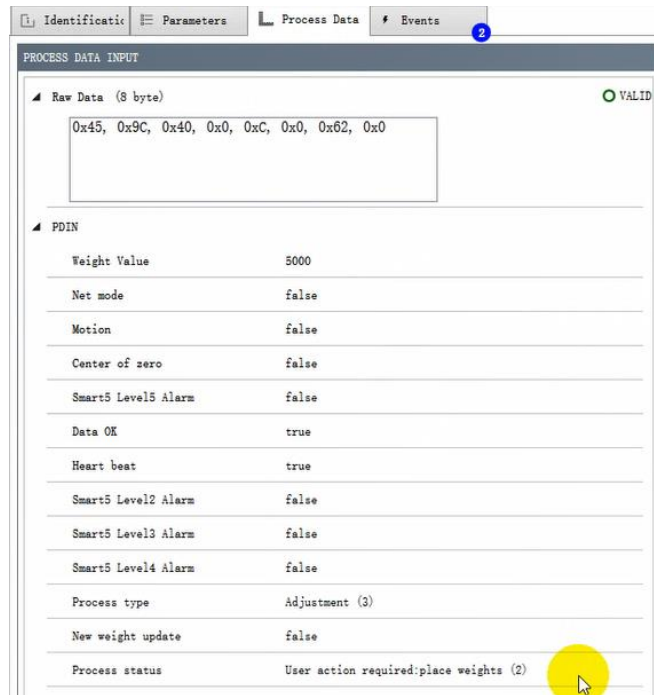 Identificatic
Parameters
Process Data
Events
2
PROCESS DATA INPUT
Raw Data (8 byte)
VALID
0x45, 0x9C, 0x40, 0x0, 0xC, 0x0, 0x62, 0x0
PDIN
Weight Value 5000
Net mode false
Motion false
Center of zero false
Smart5 Level5 Alarm false
Data OK true
Heart beat true
Smart5 Level2 Alarm false
Smart5 Level3 Alarm false
Smart5 Level4 Alarm false
Process type Adjustment (3)
New weight update false
Process status User action required:place weights (2)